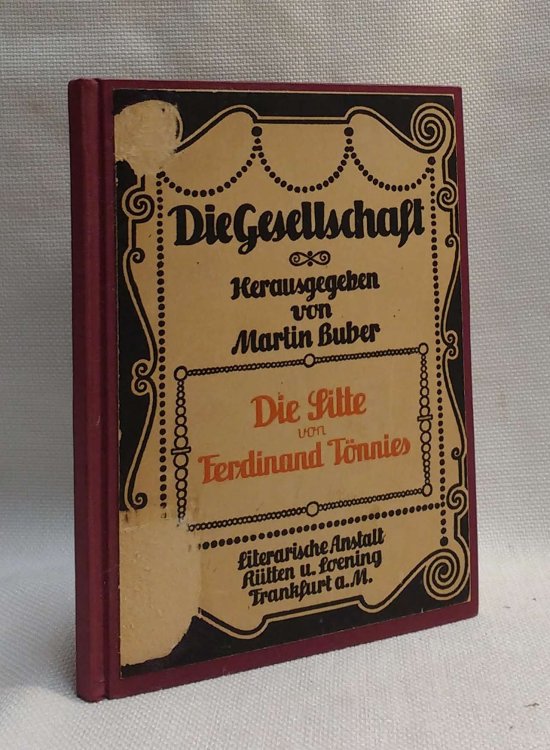 Die Gesellschaft
Herausgegeben
von
Martin Buber
Die Sitte
von
Ferdinand Tönnies
Literarische Anstalt
Rütten u. Loening
Frankfurt a. M.